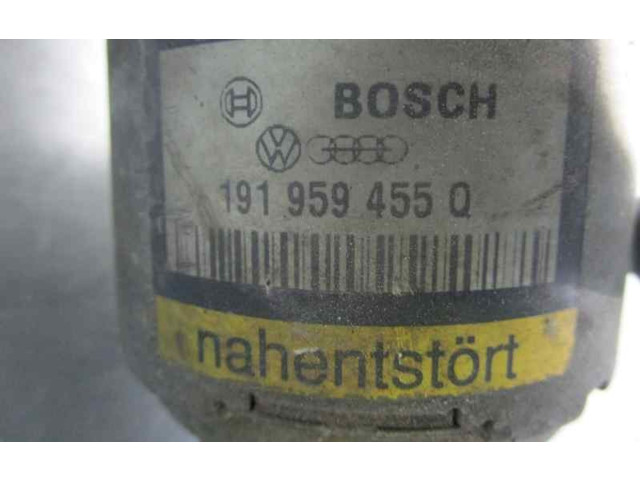 BOSCH
191 959 455 Q
nahentstört